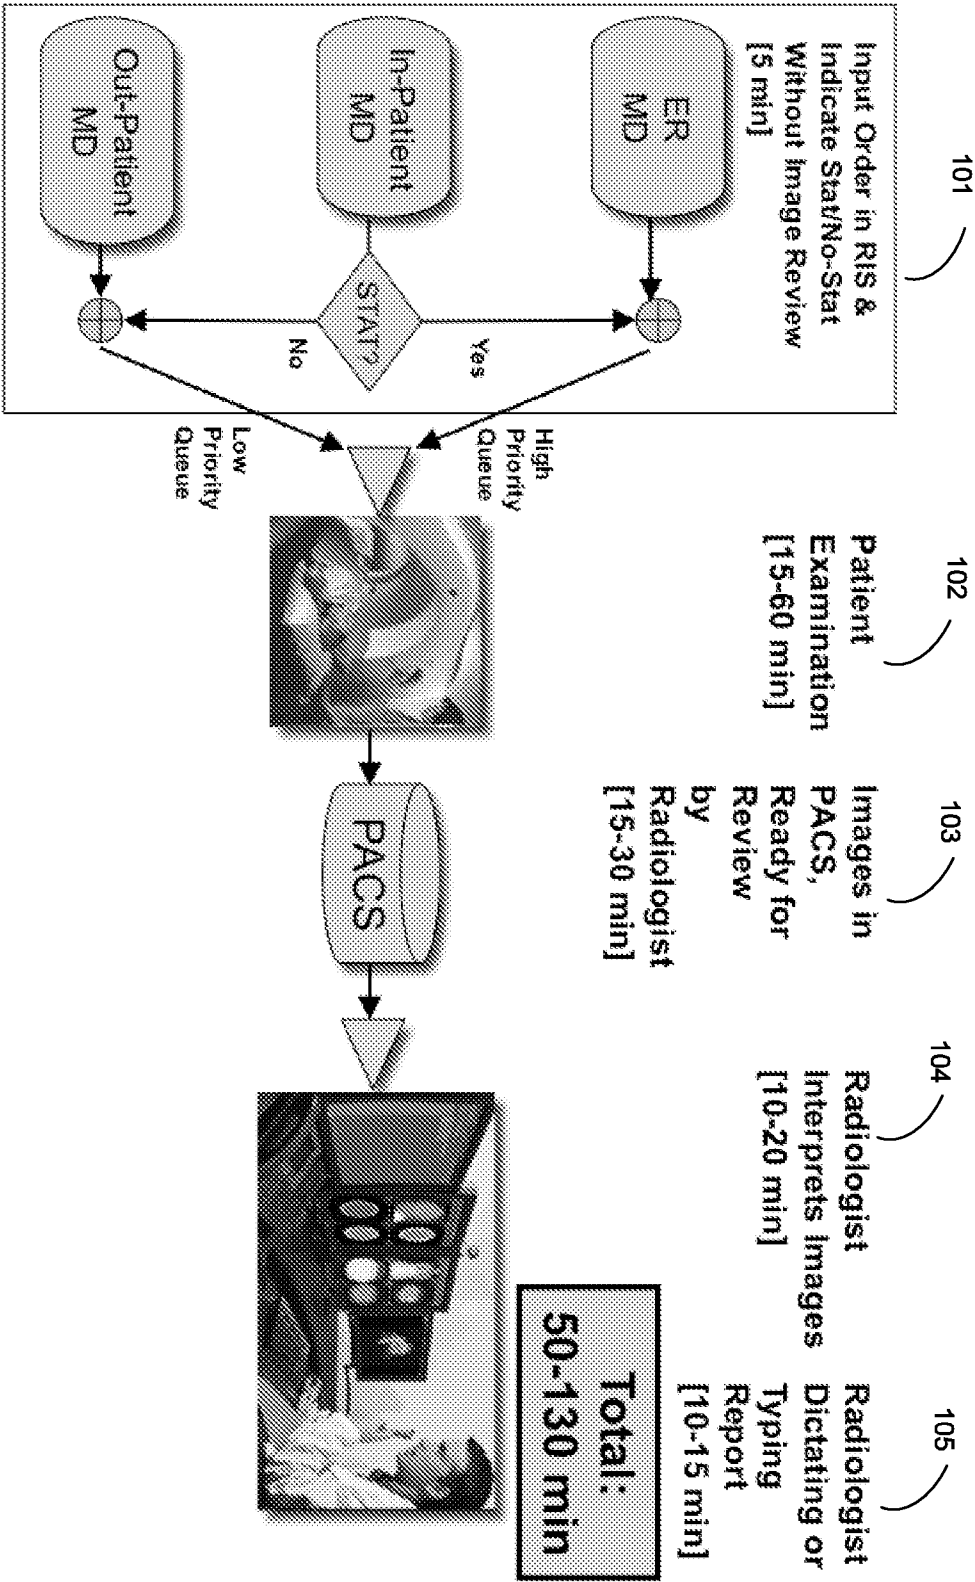 101
Input Order in RIS &
Indicate Stat/No-Stat
Without Image Review
[5 min]
ER
MD
In-Patient
MD
Out-Patient
MD
STAT?
Yes
No
High
Priority
Queue
Low
Priority
Queue
102
Patient
Examination
[15-60 min]
103
Images in
PACS,
Ready for
Review
by
Radiologist
[15-30 min]
PACS
104
Radiologist
Interprets Images
[10-20 min]
105
Radiologist
Dictating or
Typing
Report
[10-15 min]
Total:
50-130 min